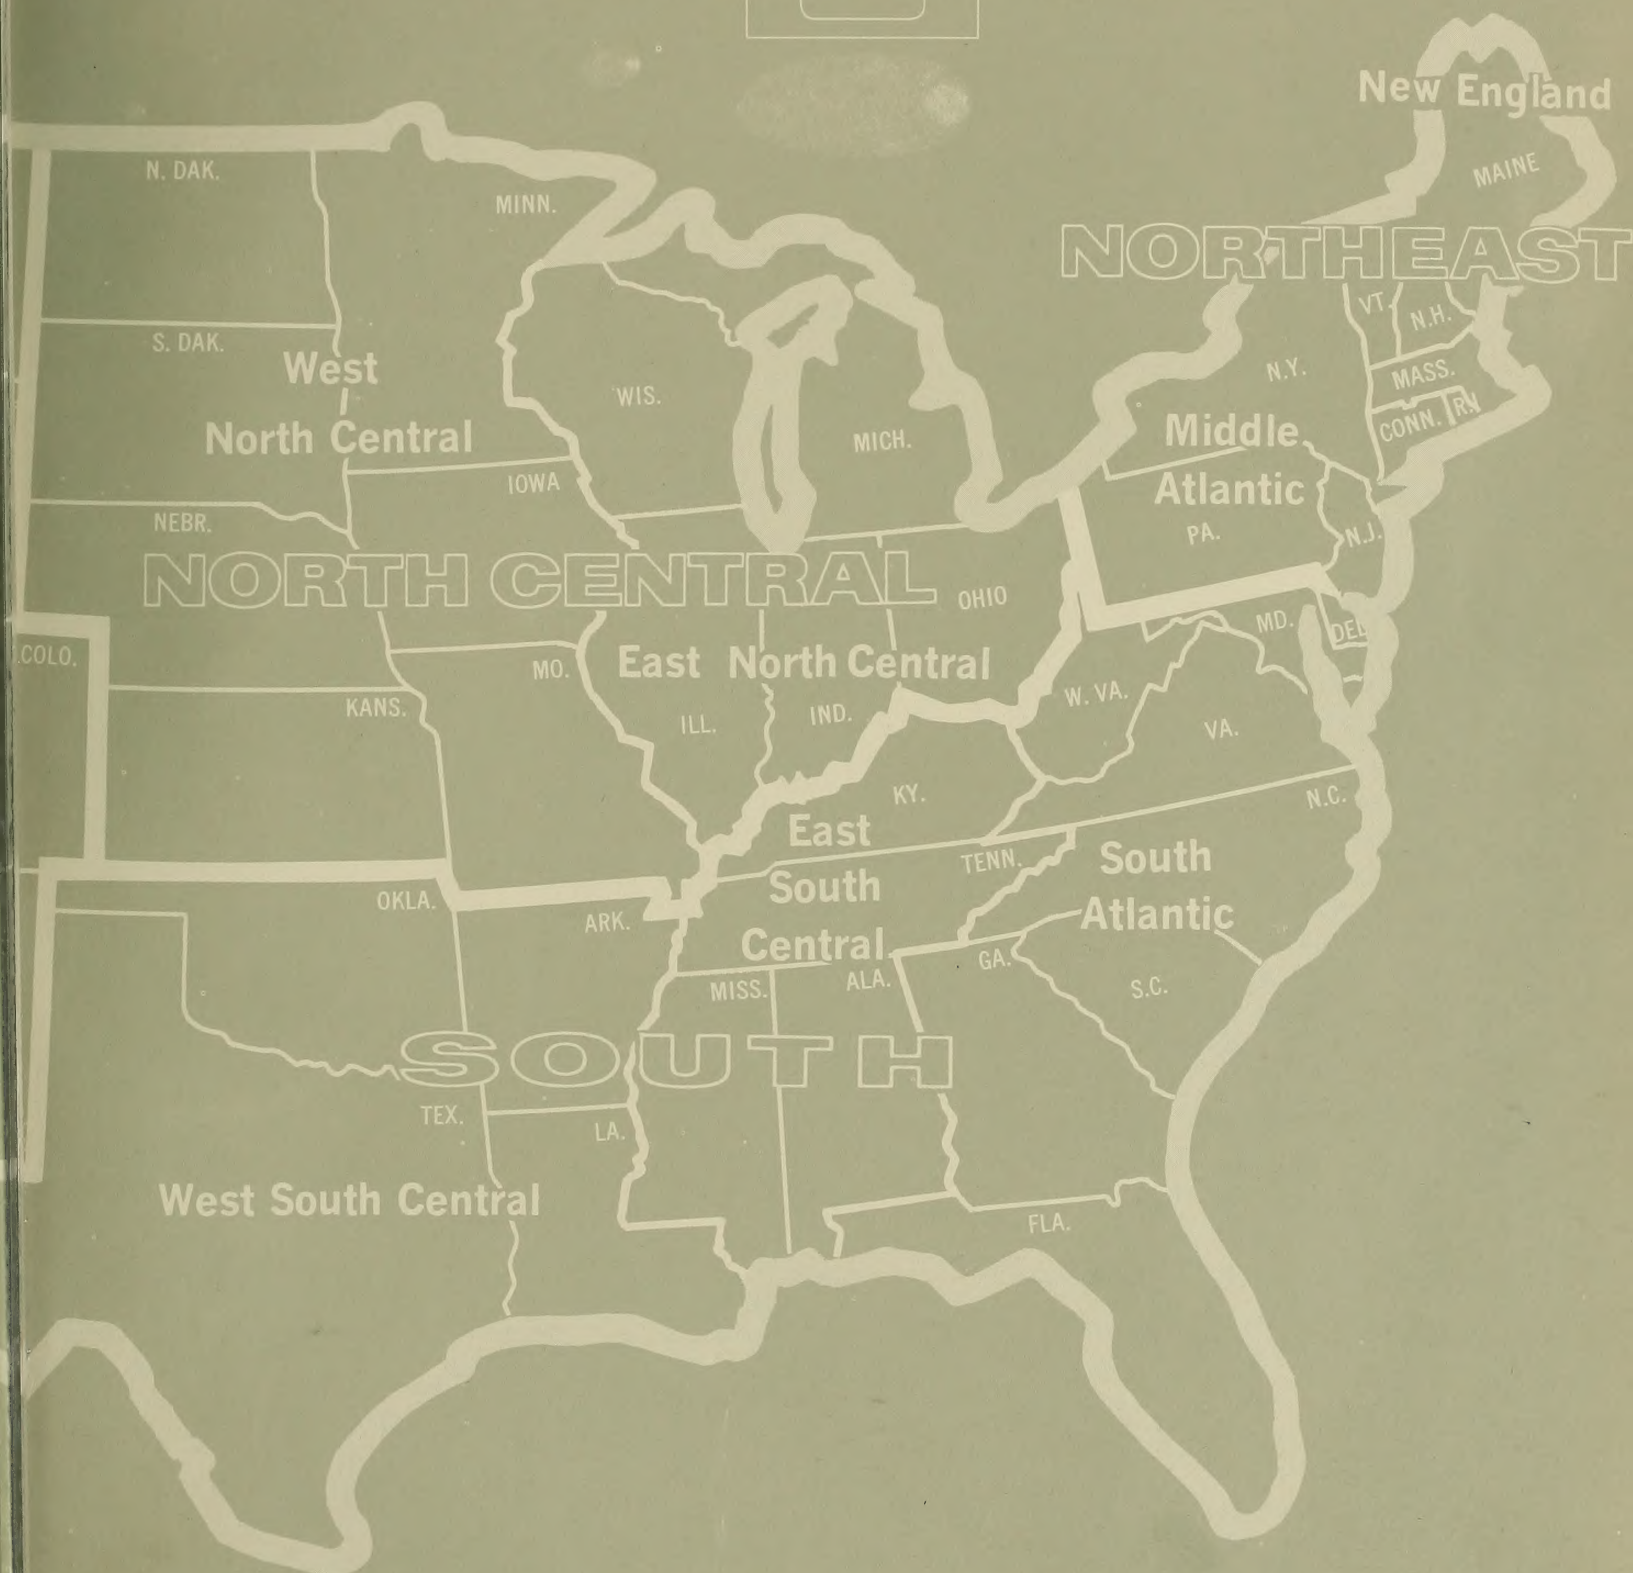 New England
MAINE
N. DAK.
MINN.
NORTHEAST
VT.
N.H.
S. DAK.
West
North Central
WIS.
MICH.
N.Y.
MASS.
CONN.
R.I.
Middle
Atlantic
IOWA
NEBR.
PA.
N.J.
NORTH CENTRAL
OHIO
MD.
DEL.
COLO.
MO.
East North Central
KANS.
ILL.
IND.
W. VA.
VA.
KY.
N.C.
East
South
Central
TENN.
South
Atlantic
OKLA.
ARK.
MISS.
ALA.
GA.
S.C.
SOUTH
TEX.
LA.
West South Central
FLA.